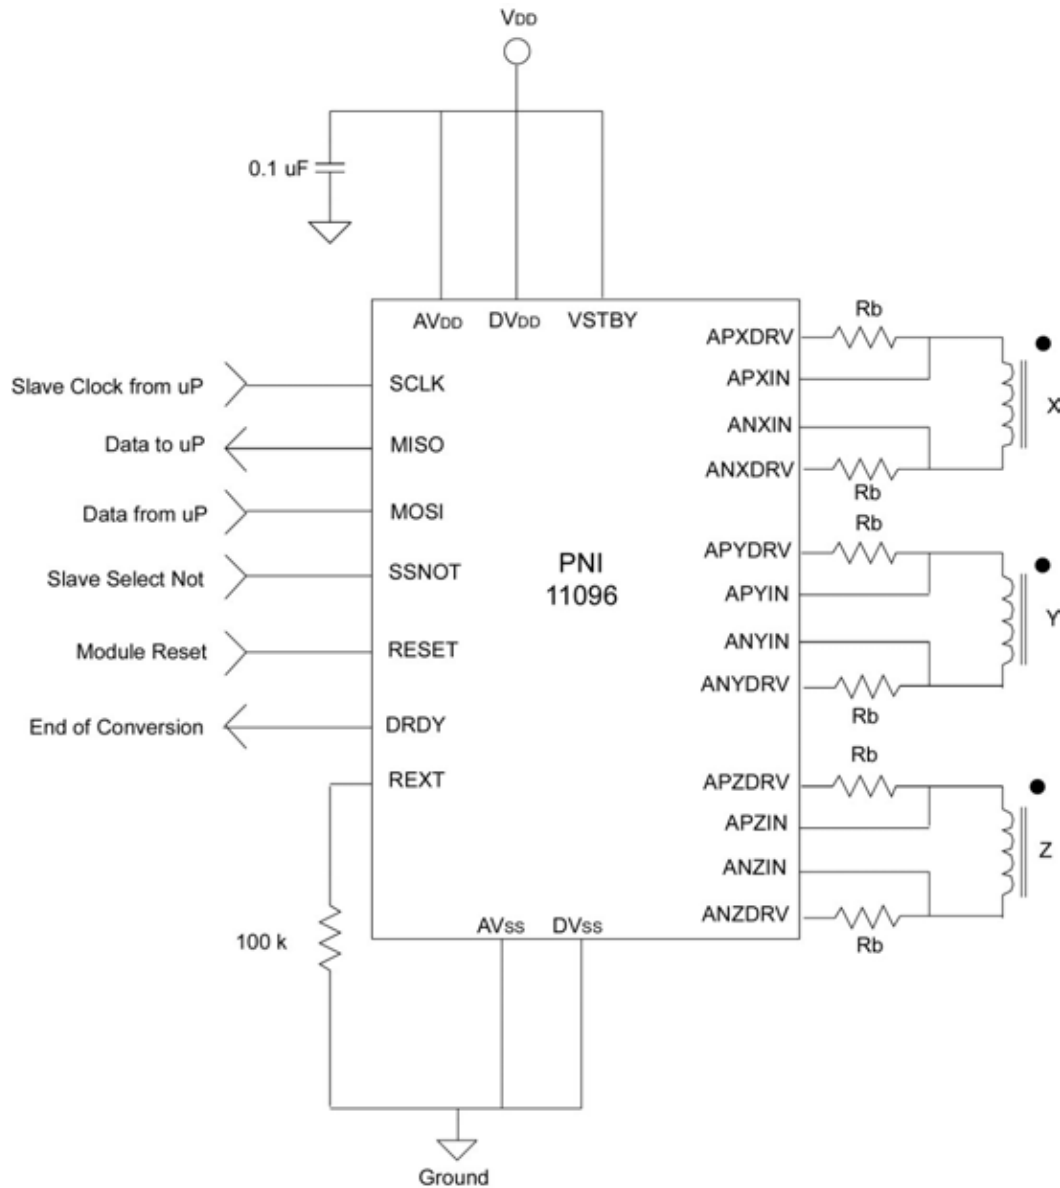 VDD
0.1 uF
AVDD DVDD VSTBY
Slave Clock from uP
Data to uP
Data from uP
Slave Select Not
Module Reset
End of Conversion
SCLK
MISO
MOSI
SSNOT
RESET
DRDY
REXT
PNI
11096
APXDRV
APXIN
ANXIN
ANXDRV
APYDRV
APYIN
ANYIN
ANYDRV
APZDRV
APZIN
ANZIN
ANZDRV
Rb
X
Rb
Rb
Y
Rb
Rb
Z
Rb
100 k
AVSS DVSS
Ground